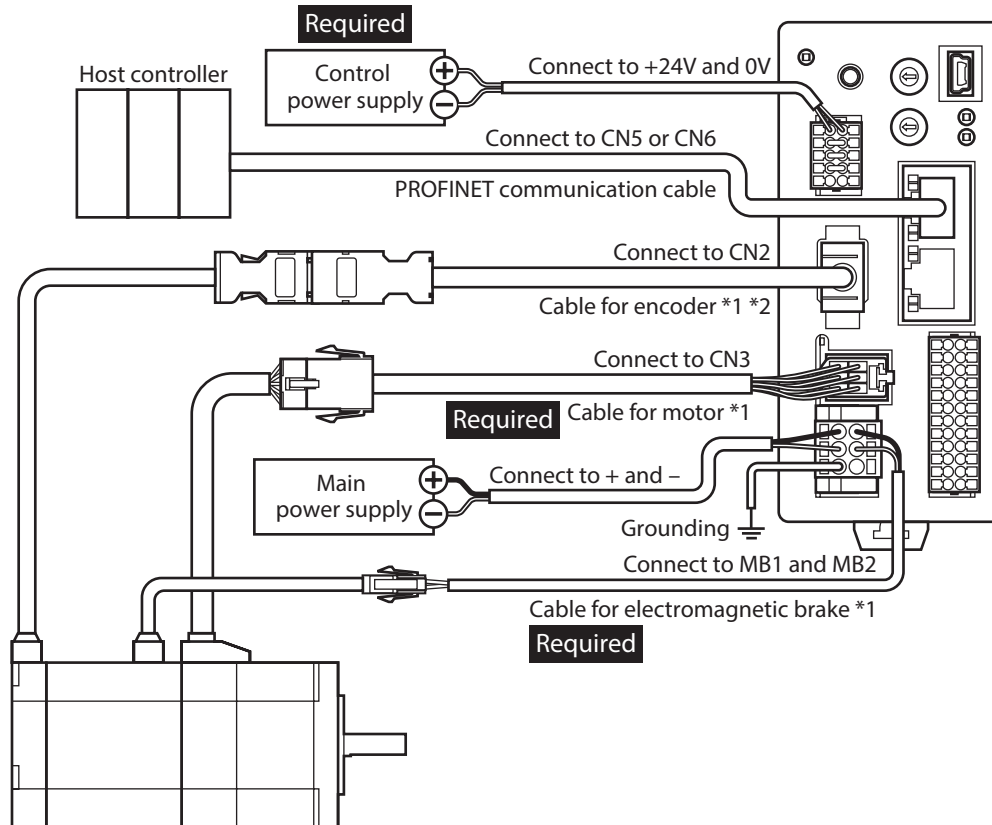 Required
Control
power supply
+
−
Connect to +24V and 0V
Host controller
Connect to CN5 or CN6
PROFINET communication cable
Connect to CN2
Cable for encoder *1 *2
Connect to CN3
Required
Cable for motor *1
Main
power supply
+
−
Connect to + and –
Grounding
Connect to MB1 and MB2
Cable for electromagnetic brake *1
Required